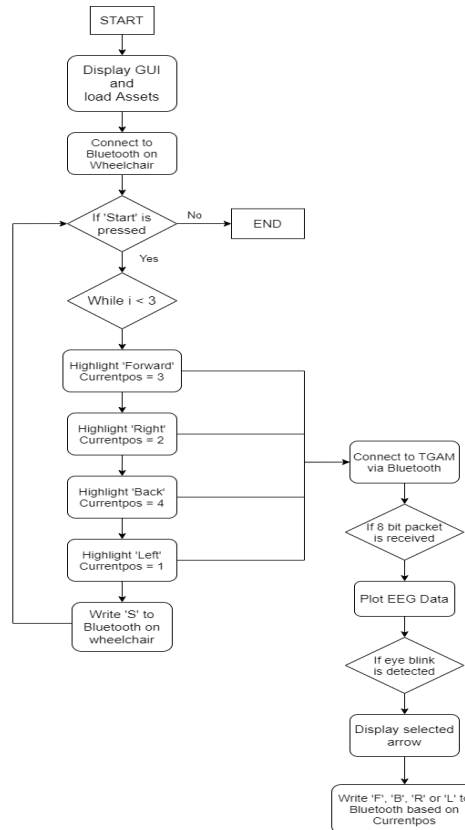 START
Display GUI
and
load Assets
Connect to
Bluetooth on
Wheelchair
If 'Start' is
pressed
No
END
Yes
While i < 3
Highlight 'Forward'
Currentpos = 3
Highlight 'Right'
Currentpos = 2
Highlight 'Back'
Currentpos = 4
Highlight 'Left'
Currentpos = 1
Write 'S' to
Bluetooth on
wheelchair
Connect to TGAM
via Bluetooth
If 8 bit packet
is received
Plot EEG Data
If eye blink
is detected
Display selected
arrow
Write 'F', 'B', 'R' or 'L' to
Bluetooth based on
Currentpos